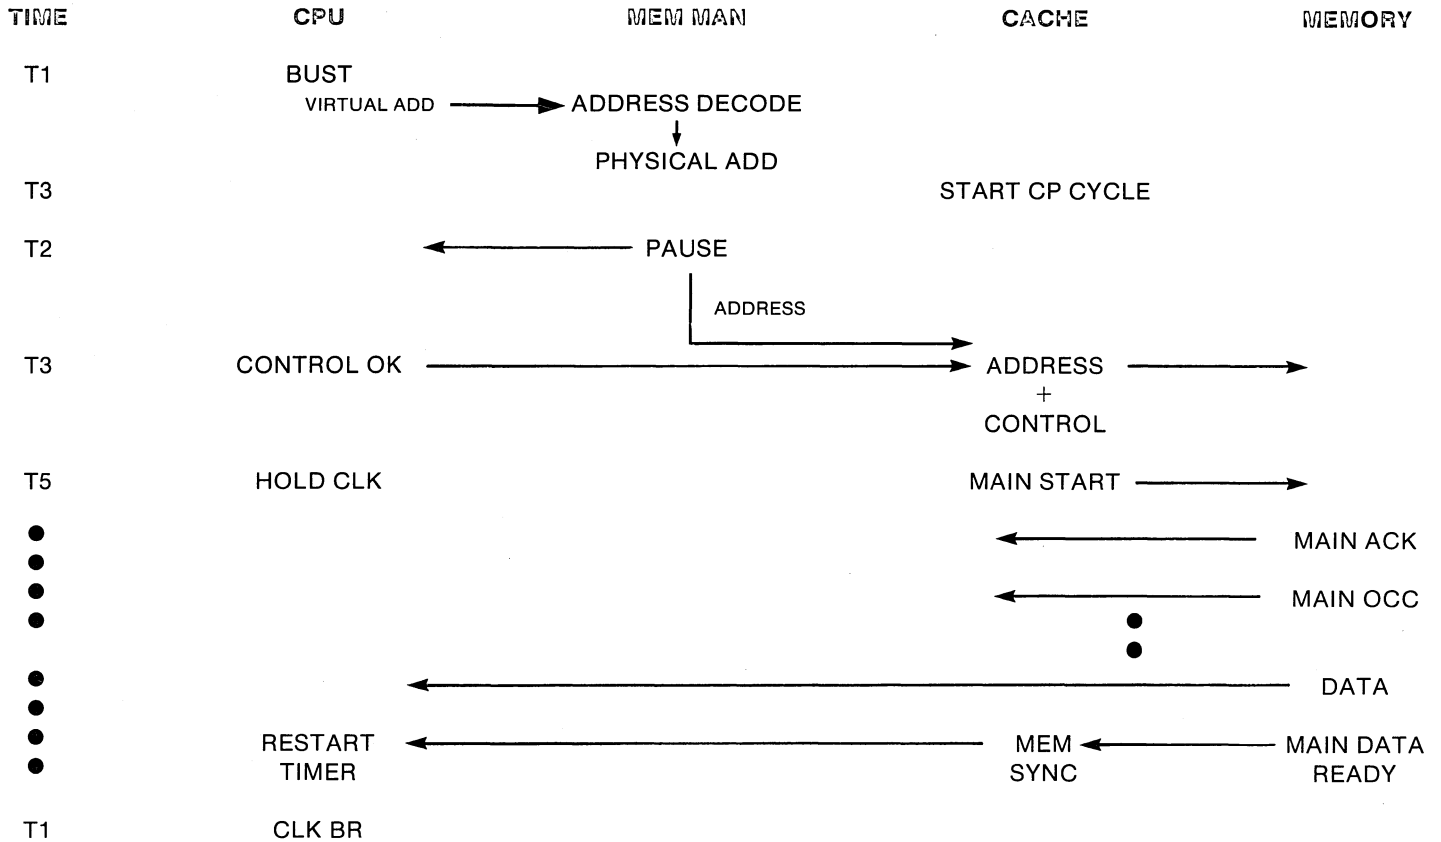 TIME CPU MEM MAN CACHE MEMORY
T1 BUST
VIRTUAL ADD ADDRESS DECODE
PHYSICAL ADD
T3 START CP CYCLE
T2 PAUSE
ADDRESS
T3 CONTROL OK ADDRESS
+
CONTROL
T5 HOLD CLK MAIN START
MAIN ACK
MAIN OCC
DATA
RESTART MEM MAIN DATA
TIMER SYNC READY
T1 CLK BR